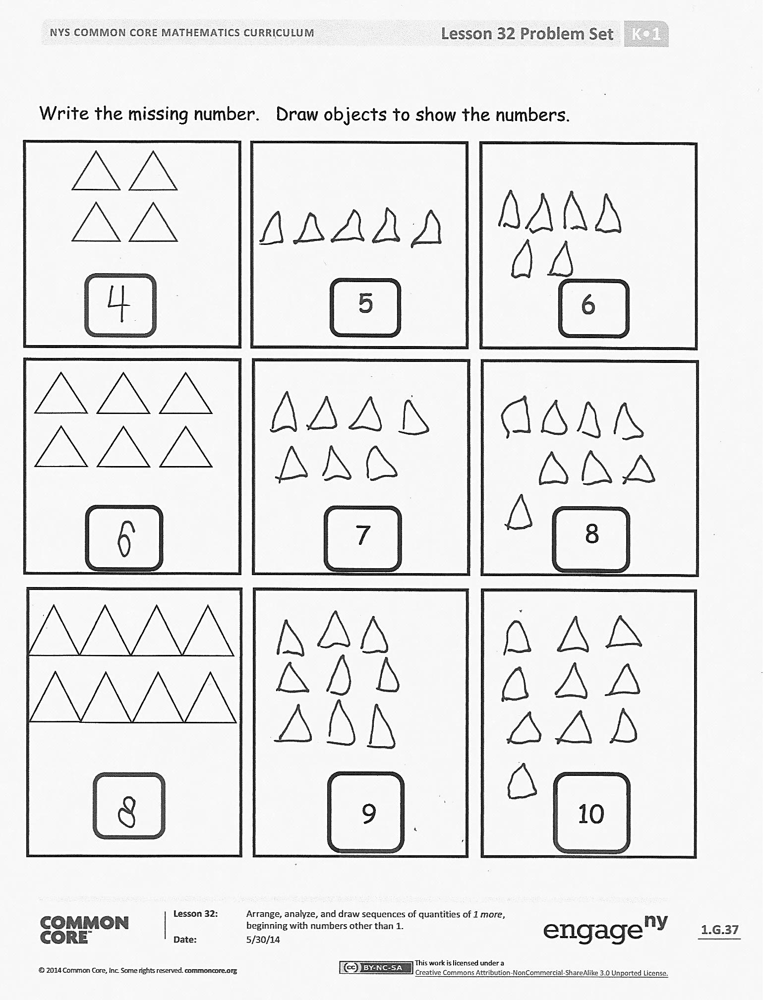 NYS COMMON CORE MATHEMATICS CURRICULUM
Lesson 32 Problem Set
K•1
Write the missing number. Draw objects to show the numbers.
4
5
6
6
7
8
8
9
10
COMMON
CORE™
Lesson 32:
Arrange, analyze, and draw sequences of quantities of 1 more,
beginning with numbers other than 1.
Date:
5/30/14
engage ny
1.G.37
© 2014 Common Core, Inc. Some rights reserved. commoncore.org
cc BY-NC-SA
This work is licensed under a
Creative Commons Attribution-NonCommercial-ShareAlike 3.0 Unported License.